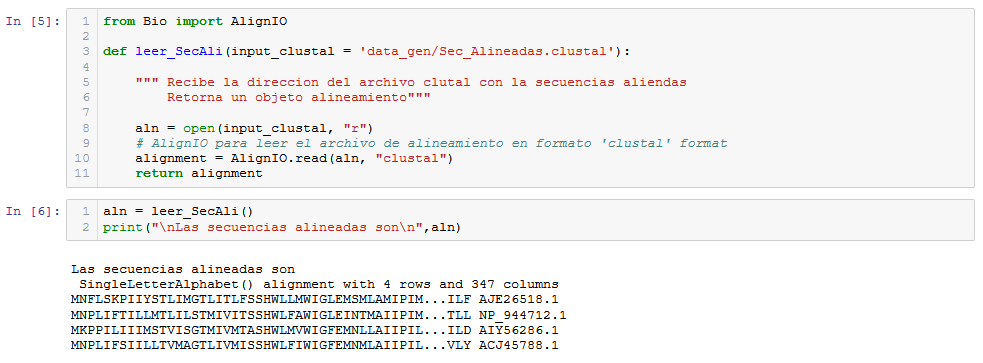 In [5]:
1 from Bio import AlignIO
2
3 def leer_SecAli(input_clustal = 'data_gen/Sec_Alineadas.clustal'):
4
5     """ Recibe la direccion del archivo clutal con la secuencias aliendas
6         Retorna un objeto alineamiento"""
7
8     aln = open(input_clustal, "r")
9     # AlignIO para leer el archivo de alineamiento en formato 'clustal' format
10     alignment = AlignIO.read(aln, "clustal")
11     return alignment
In [6]:
1 aln = leer_SecAli()
2 print("\nLas secuencias alineadas son\n",aln)
Las secuencias alineadas son
 SingleLetterAlphabet() alignment with 4 rows and 347 columns
MNFLSKPIIYSTLIMGTLITLFSSHWLLMWIGLEMSMLAMIPIM...ILF AJE26518.1
MNPLIFTILLMTLILSTMIVITSSHWLFAWIGLEINTMAIIPIM...TLL NP_944712.1
MKPPILIIIMSTVISGTMIVMTASHWLMVWIGFEMNLLAIIPIL...ILD AIY56286.1
MNPLIFSIILLTVMAGTLIVMISSHWLFIWIGFEMNMLAIIPIL...VLY ACJ45788.1